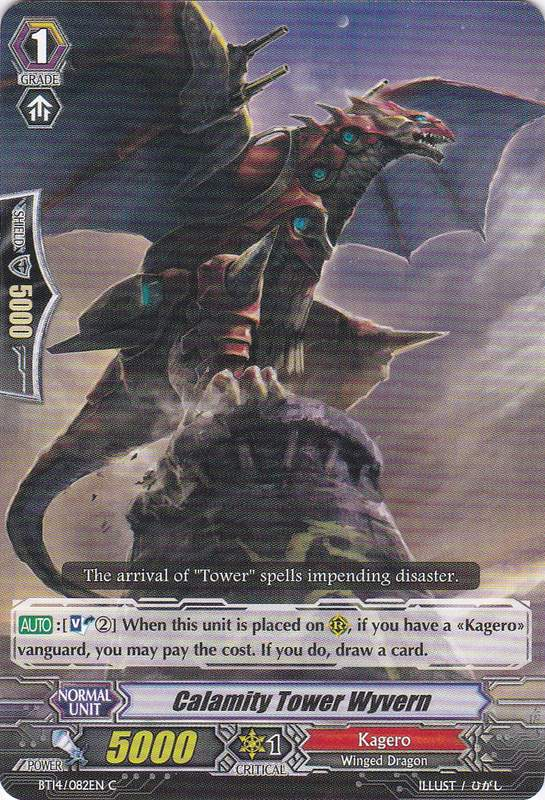 1
GRADE
SHIELD
5000
The arrival of "Tower" spells impending disaster.
AUTO:[V ②] When this unit is placed on R, if you have a «Kagero»
vanguard, you may pay the cost. If you do, draw a card.
NORMAL
UNIT
Calamity Tower Wyvern
POWER
5000
1
CRITICAL
Kagero
Winged Dragon
BT14/082EN C
ILLUST / ひがし